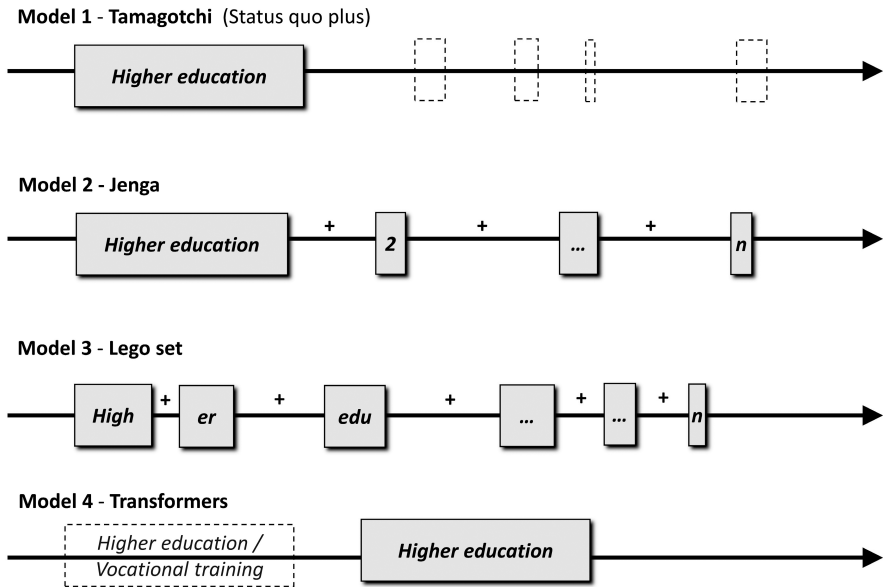 Model 1 - Tamagotchi (Status quo plus)
Higher education
Model 2 - Jenga
Higher education
+
2
+
...
+
n
Model 3 - Lego set
High
+
er
+
edu
+
...
+
...
+
n
Model 4 - Transformers
Higher education /
Vocational training
Higher education